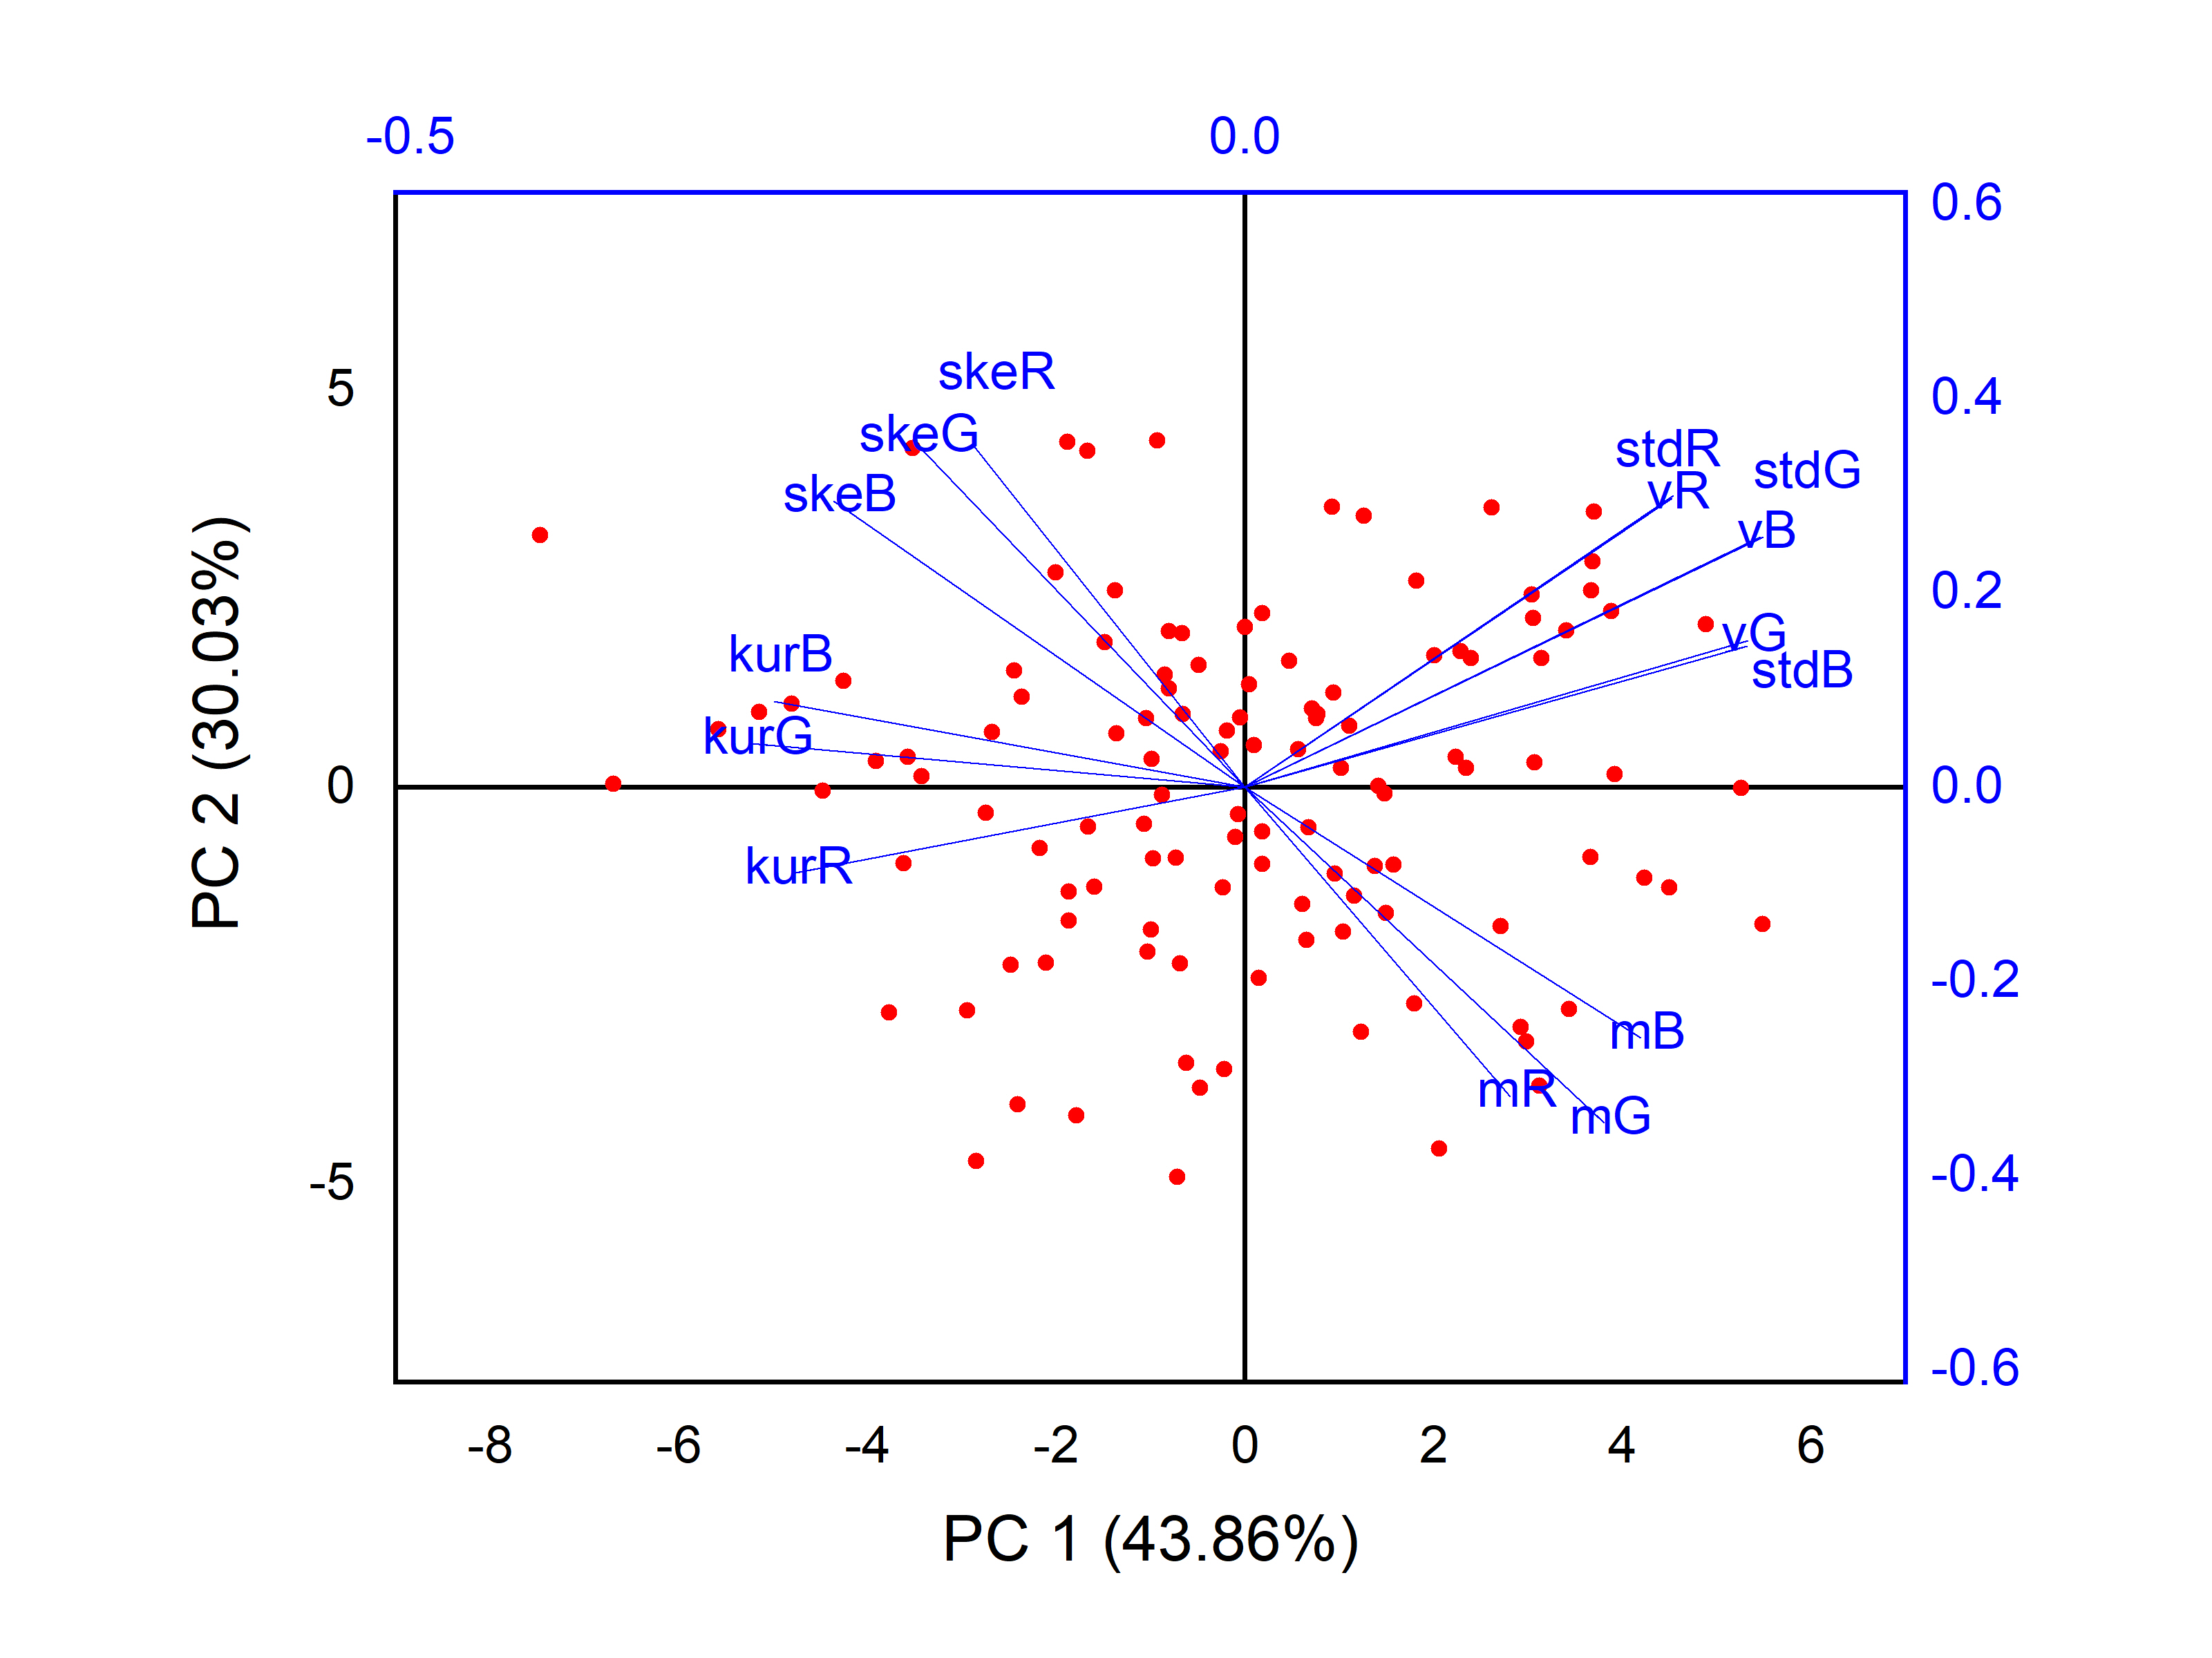 -0.5 0.0
0.6
skeR
5 0.4
skeG stdR
stdG
skeB vR
vB
0.2
kurB vG
stdB
kurG
PC 2 (30.03%)
0 0.0
kurR
-0.2
mB
mR
mG
-5 -0.4
-0.6
-8 -6 -4 -2 0 2 4 6
PC 1 (43.86%)